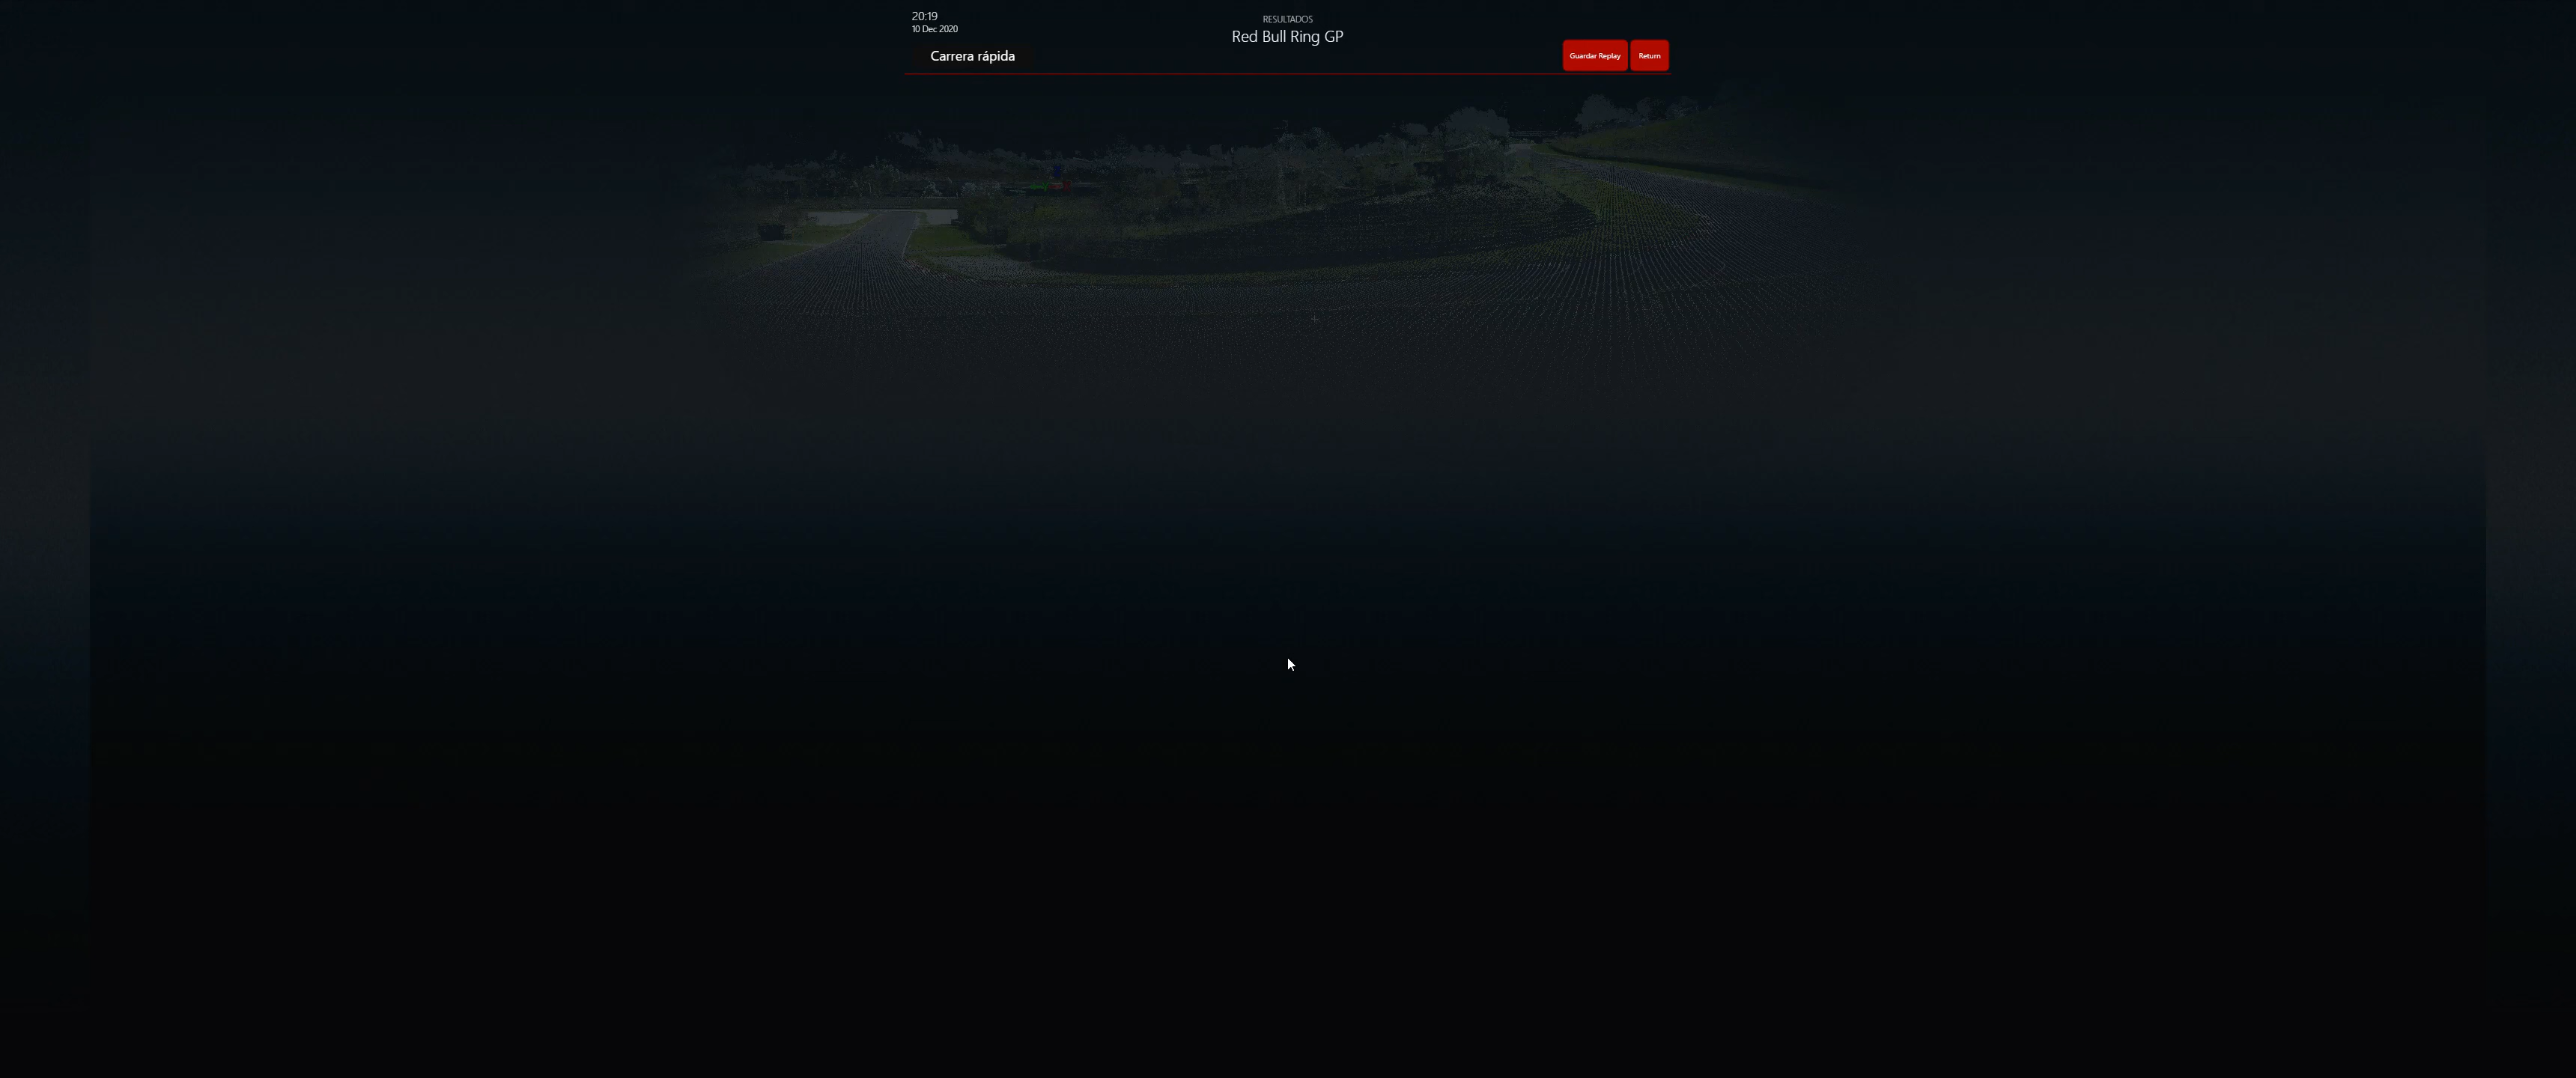 20:19
10 Dec 2020
RESULTADOS
Red Bull Ring GP
Carrera rápida
Guardar Replay
Return